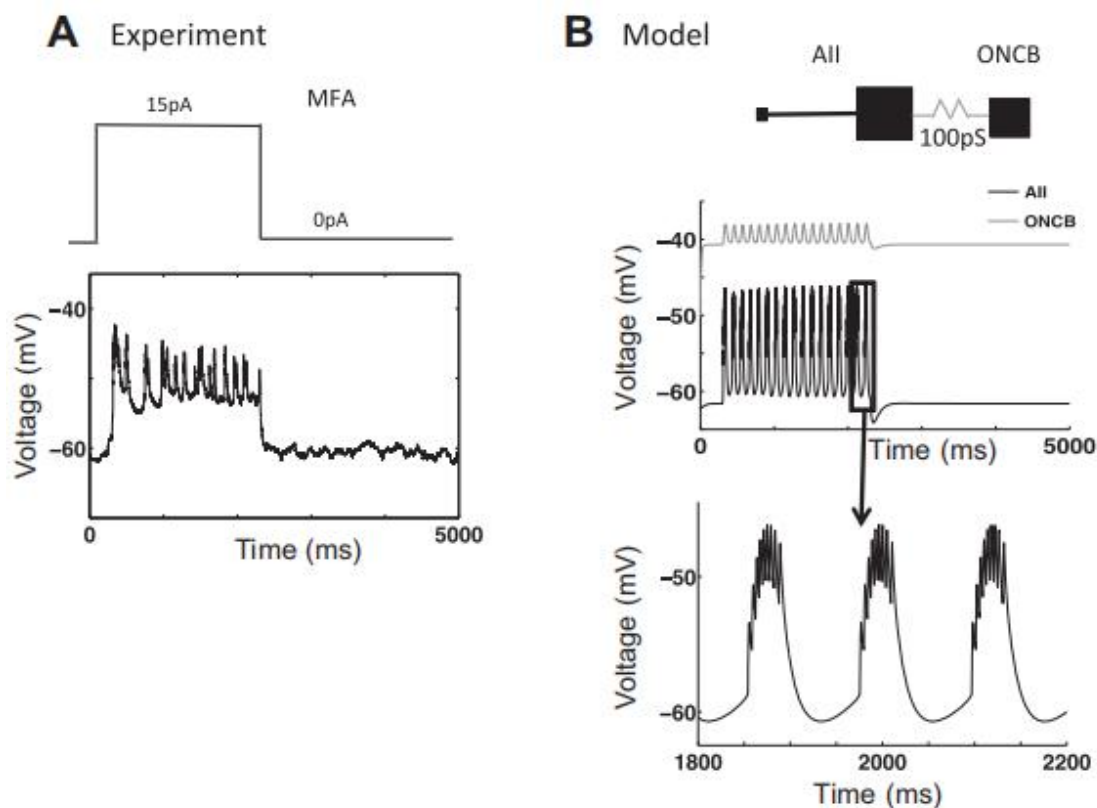 A Experiment
15pA
MFA
0pA
−40
−60
Voltage (mV)
0
5000
Time (ms)
B Model
AII
ONCB
100pS
AII
ONCB
−40
−50
−60
Voltage (mV)
0
Time (ms)
5000
−50
−60
Voltage (mV)
1800
2000
2200
Time (ms)